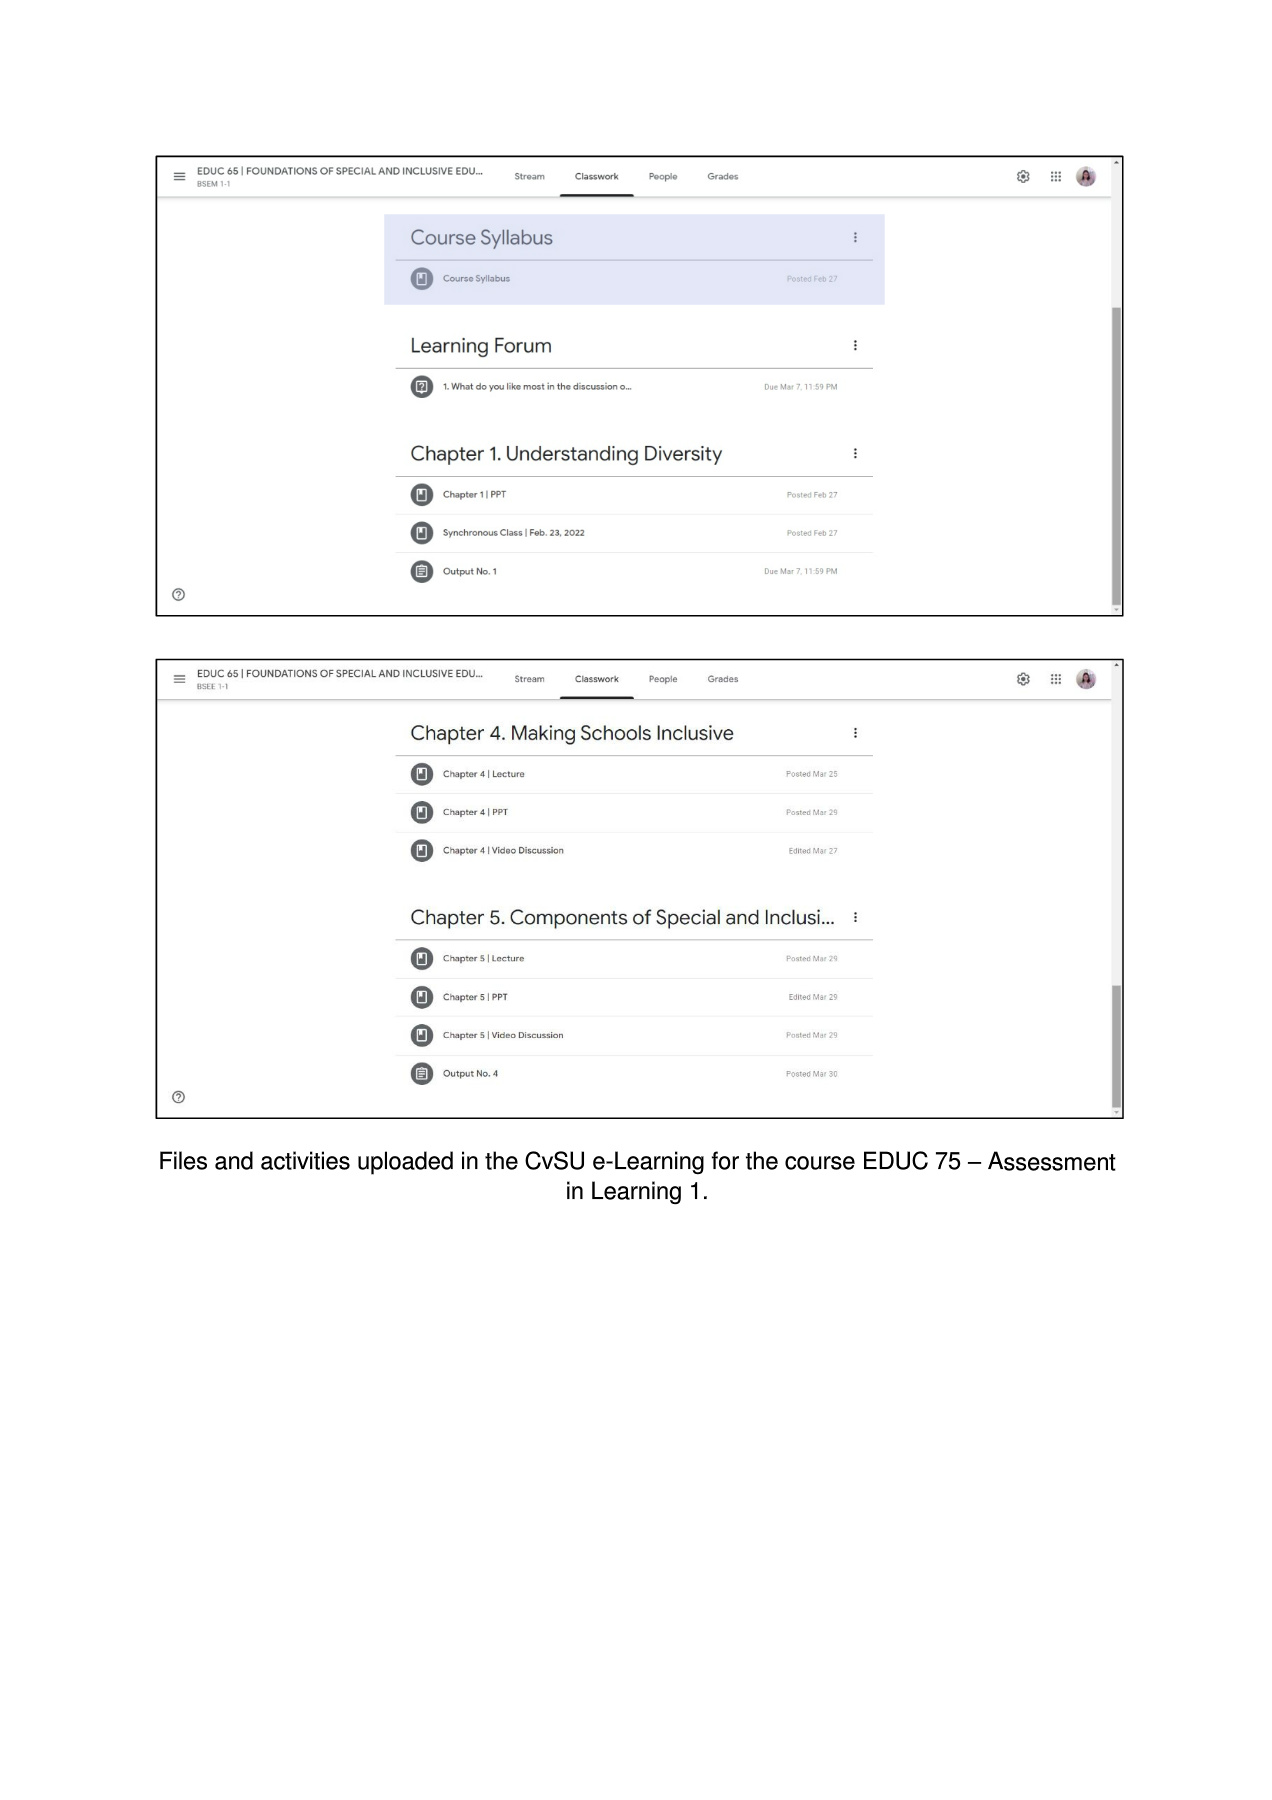 EDUC 65 | FOUNDATIONS OF SPECIAL AND INCLUSIVE EDU...
BSEM 1-1
Stream Classwork People Grades
Course Syllabus
Course Syllabus Posted Feb 27
Learning Forum
1. What do you like most in the discussion o... Due Mar 7, 11:59 PM
Chapter 1. Understanding Diversity
Chapter 1 | PPT Posted Feb 27
Synchronous Class | Feb. 23, 2022 Posted Feb 27
Output No. 1 Due Mar 7, 11:59 PM
EDUC 65 | FOUNDATIONS OF SPECIAL AND INCLUSIVE EDU...
BSEE 1-1
Stream Classwork People Grades
Chapter 4. Making Schools Inclusive
Chapter 4 | Lecture Posted Mar 25
Chapter 4 | PPT Posted Mar 29
Chapter 4 | Video Discussion Edited Mar 27
Chapter 5. Components of Special and Inclusi...
Chapter 5 | Lecture Posted Mar 29
Chapter 5 | PPT Edited Mar 29
Chapter 5 | Video Discussion Posted Mar 29
Output No. 4 Posted Mar 30
Files and activities uploaded in the CvSU e-Learning for the course EDUC 75 – Assessment
in Learning 1.